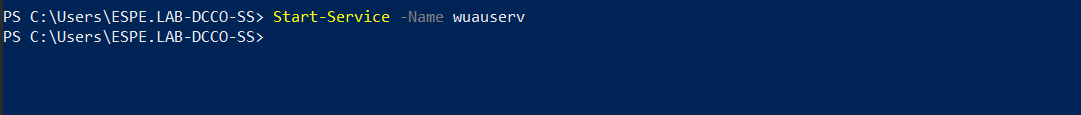 PS C:\Users\ESPE.LAB-DCCO-SS> Start-Service -Name wuauserv
PS C:\Users\ESPE.LAB-DCCO-SS>